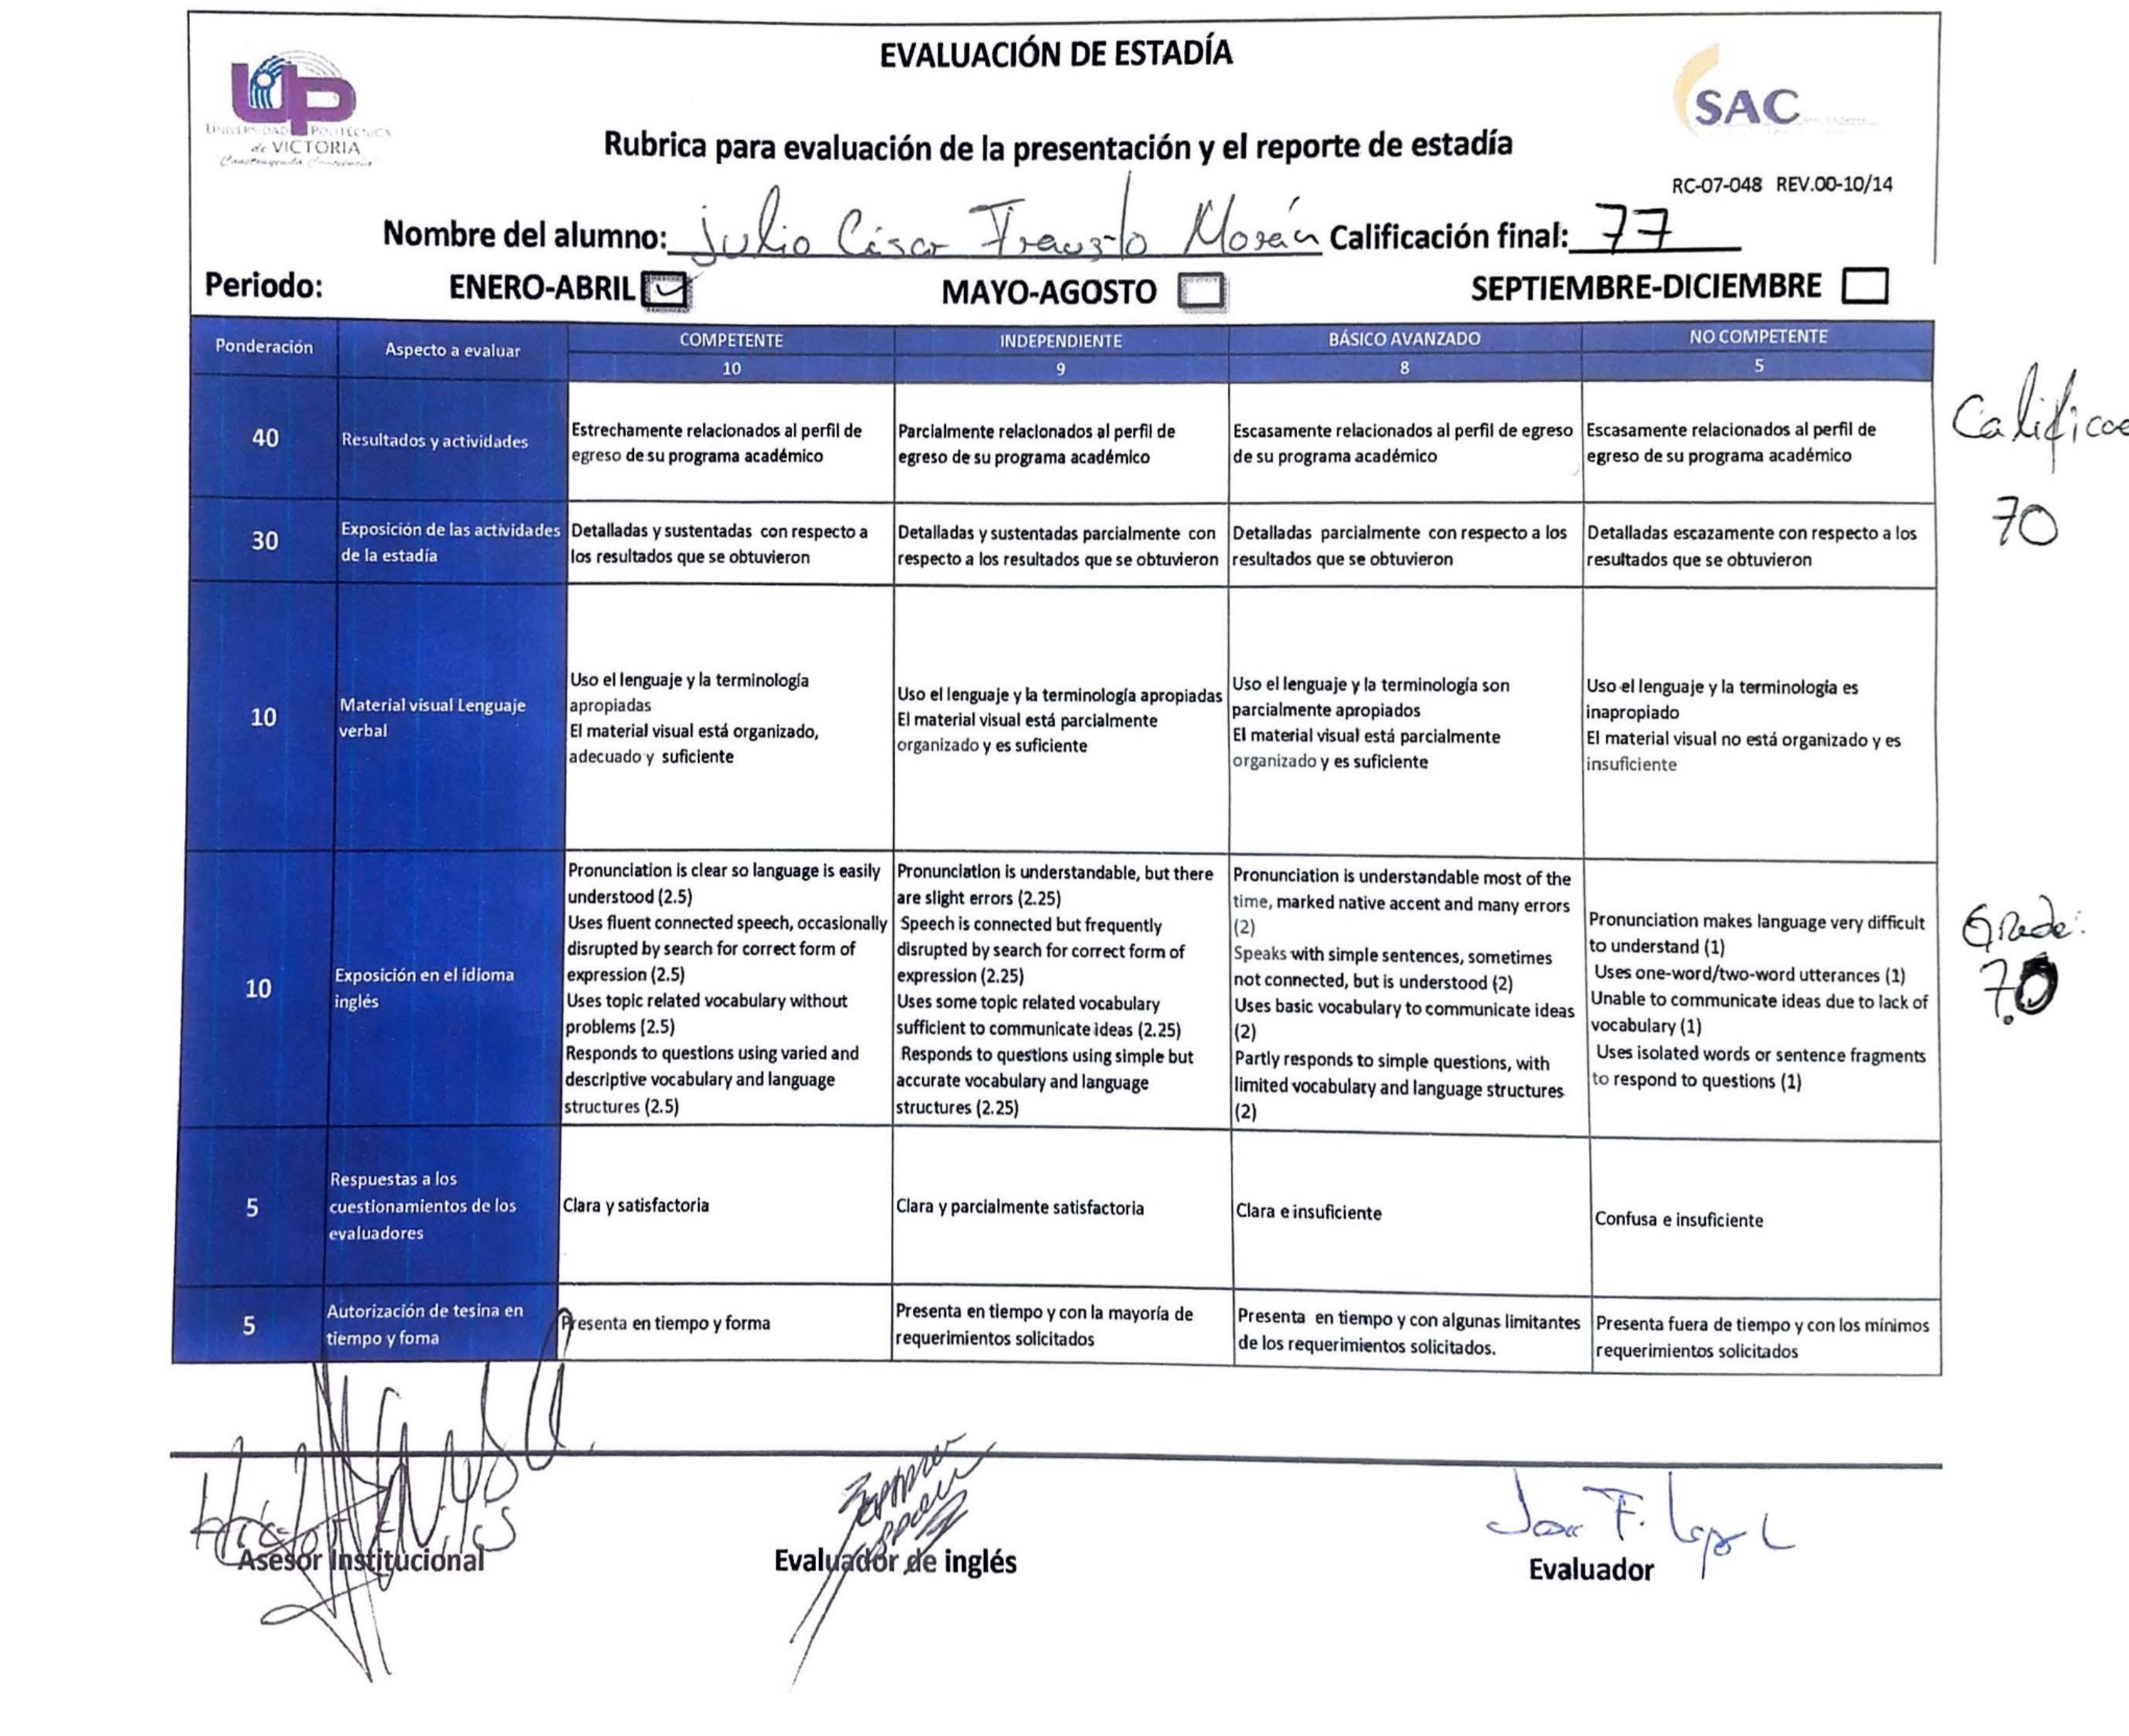 EVALUACIÓN DE ESTADÍA
UP
UNIVERSIDAD POLITÉCNICA
de VICTORIA
SAC
Rubrica para evaluación de la presentación y el reporte de estadía
RC-07-048 REV.00-10/14
Nombre del alumno: Julio César Trausto Morán Calificación final: 77
Periodo: ENERO-ABRIL MAYO-AGOSTO SEPTIEMBRE-DICIEMBRE
Ponderación
Aspecto a evaluar
COMPETENTE
10
INDEPENDIENTE
9
BÁSICO AVANZADO
8
NO COMPETENTE
5
40
Resultados y actividades
Estrechamente relacionados al perfil de
egreso de su programa académico
Parcialmente relacionados al perfil de
egreso de su programa académico
Escasamente relacionados al perfil de egreso
de su programa académico
Escasamente relacionados al perfil de
egreso de su programa académico
70
30
Exposición de las actividades
de la estadía
Detalladas y sustentadas con respecto a
los resultados que se obtuvieron
Detalladas y sustentadas parcialmente con
respecto a los resultados que se obtuvieron
Detalladas parcialmente con respecto a los
resultados que se obtuvieron
Detalladas escazamente con respecto a los
resultados que se obtuvieron
10
Material visual Lenguaje
verbal
Uso el lenguaje y la terminología
apropiadas
El material visual está organizado,
adecuado y suficiente
Uso el lenguaje y la terminología apropiadas
El material visual está parcialmente
organizado y es suficiente
Uso el lenguaje y la terminología son
parcialmente apropiados
El material visual está parcialmente
organizado y es suficiente
Uso el lenguaje y la terminología es
inapropiado
El material visual no está organizado y es
insuficiente
10
Exposición en el idioma
inglés
Pronunciation is clear so language is easily
understood (2.5)
Uses fluent connected speech, occasionally
disrupted by search for correct form of
expression (2.5)
Uses topic related vocabulary without
problems (2.5)
Responds to questions using varied and
descriptive vocabulary and language
structures (2.5)
Pronunciation is understandable, but there
are slight errors (2.25)
Speech is connected but frequently
disrupted by search for correct form of
expression (2.25)
Uses some topic related vocabulary
sufficient to communicate ideas (2.25)
Responds to questions using simple but
accurate vocabulary and language
structures (2.25)
Pronunciation is understandable most of the
time, marked native accent and many errors
(2)
Speaks with simple sentences, sometimes
not connected, but is understood (2)
Uses basic vocabulary to communicate ideas
(2)
Partly responds to simple questions, with
limited vocabulary and language structures
(2)
Pronunciation makes language very difficult
to understand (1)
Uses one-word/two-word utterances (1)
Unable to communicate ideas due to lack of
vocabulary (1)
Uses isolated words or sentence fragments
to respond to questions (1)
Grade:
7.0
5
Respuestas a los
cuestionamientos de los
evaluadores
Clara y satisfactoria
Clara y parcialmente satisfactoria
Clara e insuficiente
Confusa e insuficiente
5
Autorización de tesina en
tiempo y foma
Presenta en tiempo y forma
Presenta en tiempo y con la mayoría de
requerimientos solicitados
Presenta en tiempo y con algunas limitantes
de los requerimientos solicitados.
Presenta fuera de tiempo y con los mínimos
requerimientos solicitados
Asesor Institucional
Evaluador de inglés
Evaluador